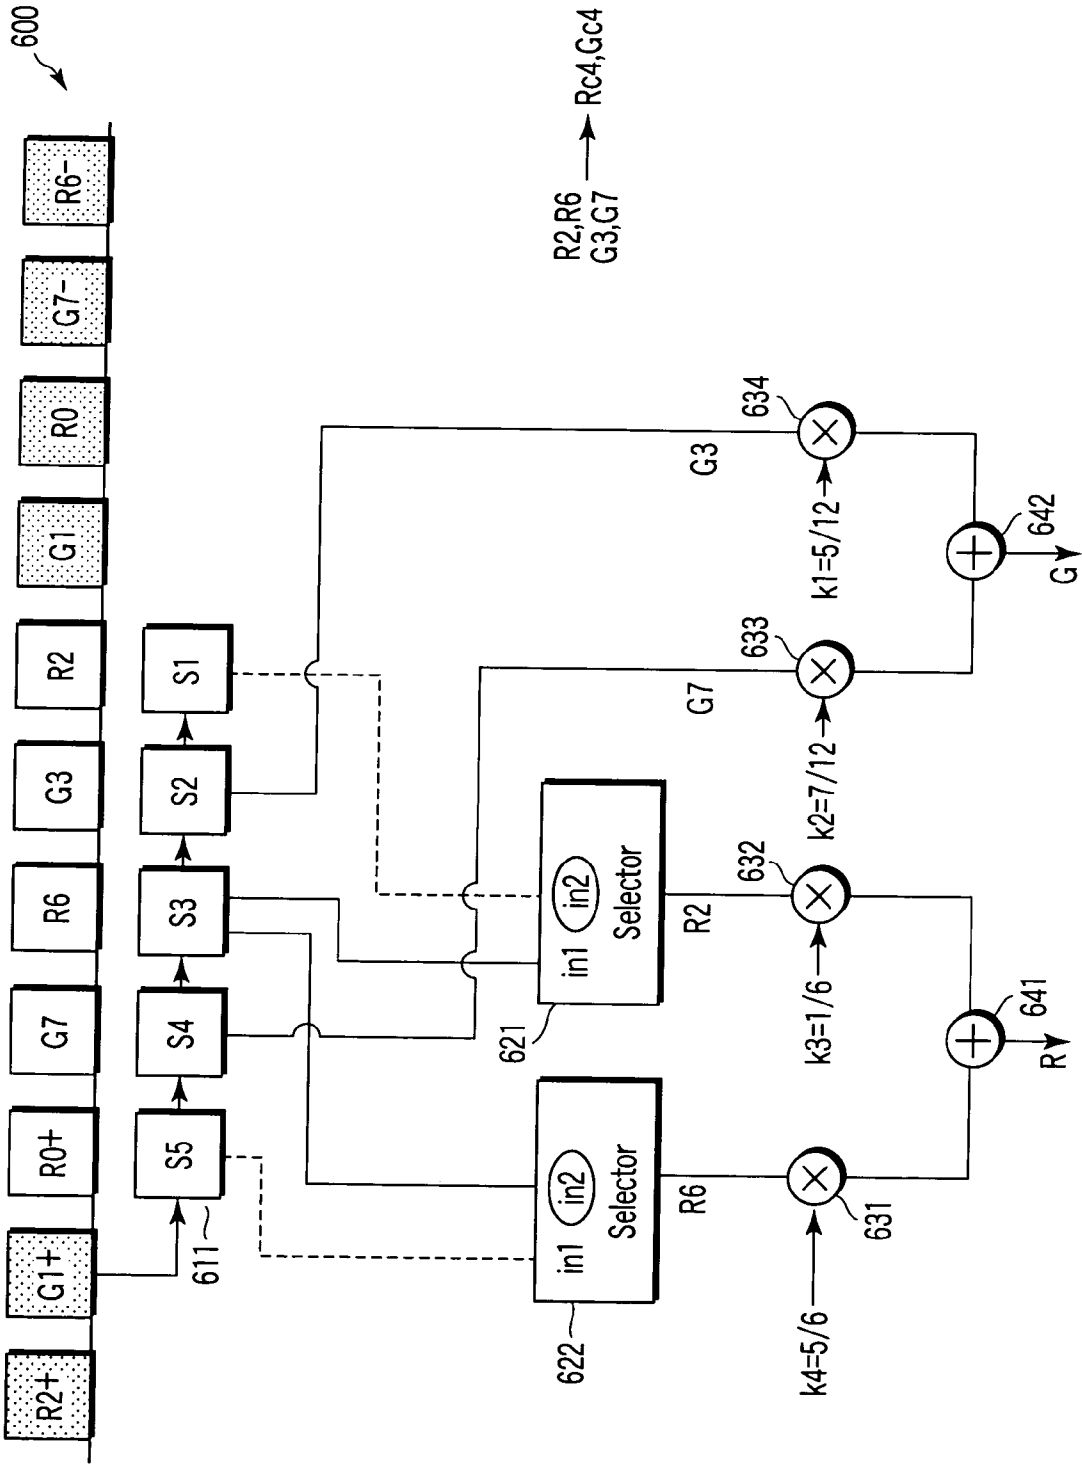 600
R2+ G1+ R0+ G7 R6 G3 R2 G1 R0 G7− R6−
S5 S4 S3 S2 S1
611
R2,R6
G3,G7
Rc4,Gc4
in1 in2
Selector
622
in1 in2
Selector
621
R6
R2
G7
G3
k4=5/6
631
k3=1/6
632
k2=7/12
633
k1=5/12
634
641
R
642
G